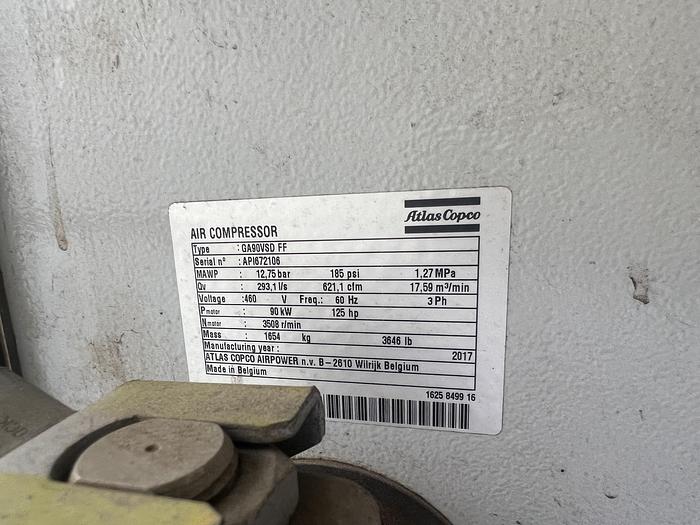 Atlas Copco
AIR COMPRESSOR
Type : GA90VSD FF
Serial n° : API672106
MAWP : 12,75 bar 185 psi 1,27 MPa
Qv : 293,1 l/s 621,1 cfm 17,59 m³/min
Voltage :460 V Freq.: 60 Hz 3 Ph
Pmotor : 90 kW 125 hp
Nmotor : 3508 r/min
Mass : 1654 kg 3646 lb
Manufacturing year : 2017
ATLAS COPCO AIRPOWER n.v. B–2610 Wilrijk Belgium
Made in Belgium
1625 8499 16